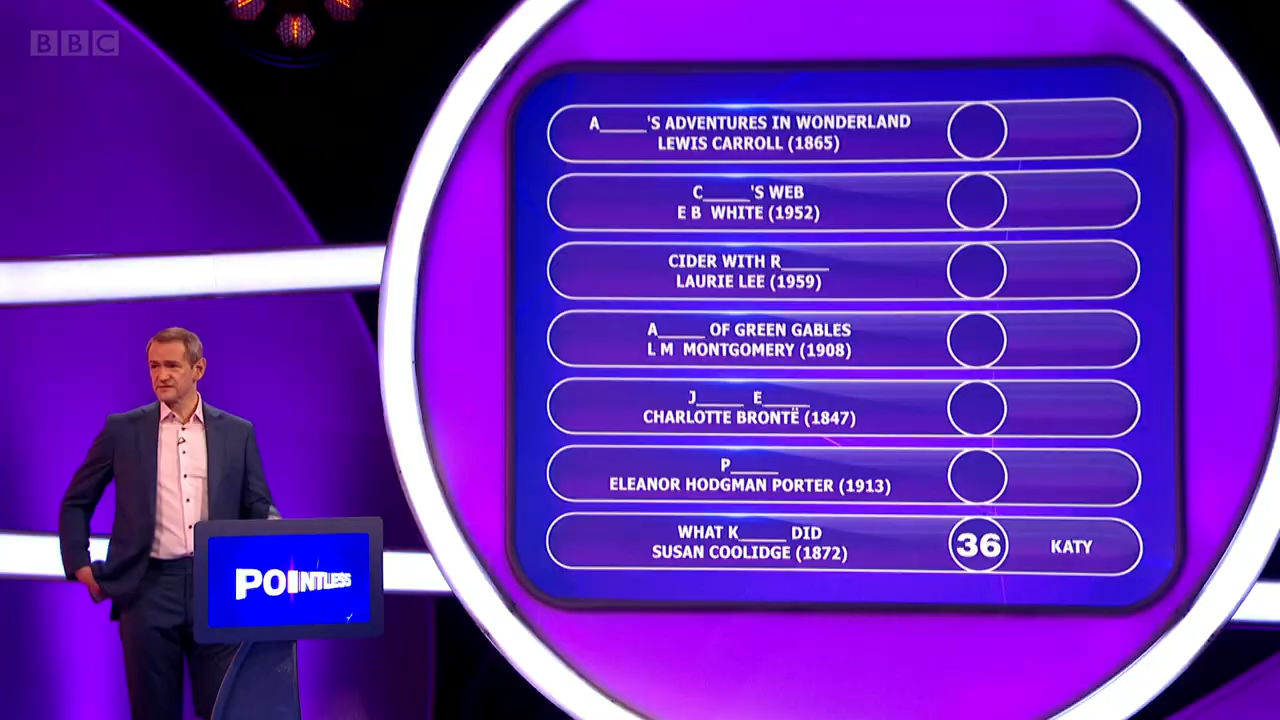 BBC
A_____'S ADVENTURES IN WONDERLAND
LEWIS CARROLL (1865)
C_____'S WEB
E B WHITE (1952)
CIDER WITH R_____
LAURIE LEE (1959)
A_____ OF GREEN GABLES
L M MONTGOMERY (1908)
J_____ E_____
CHARLOTTE BRONTË (1847)
P_____
ELEANOR HODGMAN PORTER (1913)
WHAT K_____ DID
SUSAN COOLIDGE (1872)
36
KATY
POINTLESS